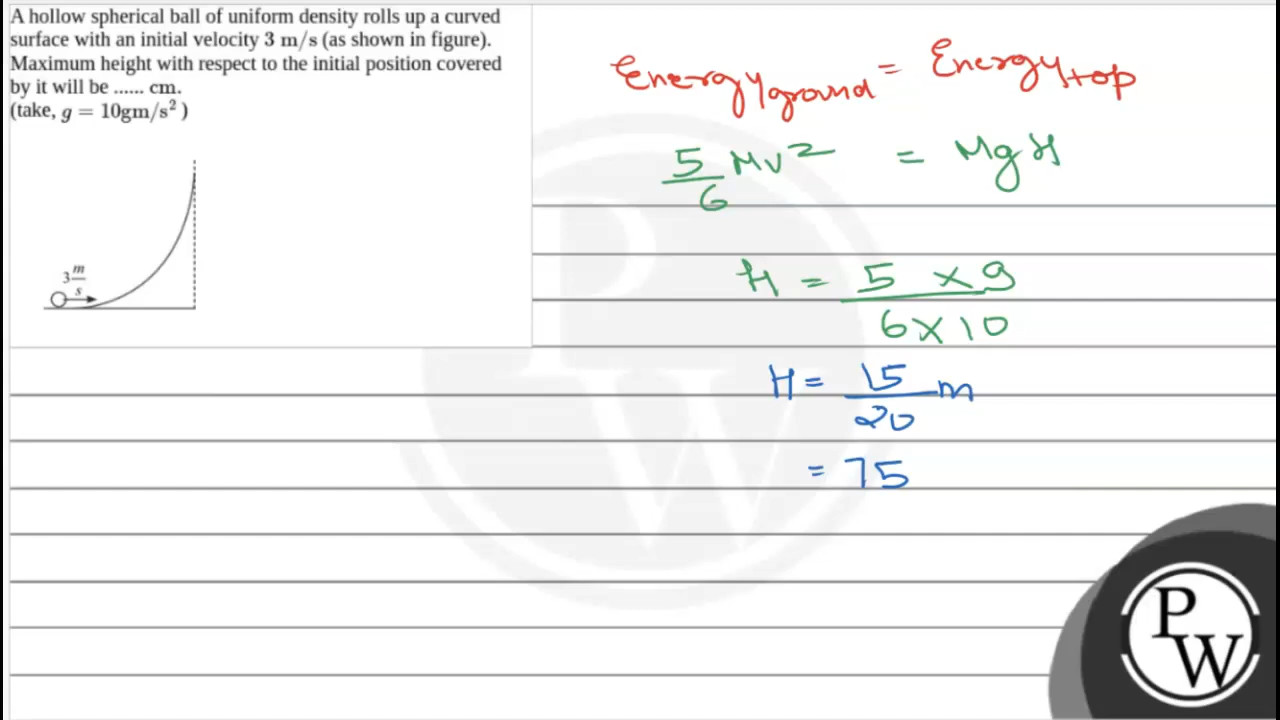 A hollow spherical ball of uniform density rolls up a curved
surface with an initial velocity 3 m/s (as shown in figure).
Maximum height with respect to the initial position covered
by it will be ...... cm.
(take, g = 10gm/s² )
3 m/s
Energyground = Energytop
5/6 Mv² = MgH
H = 5 × 9 / 6 × 10
H = 15/20 m
= 75
PW
PW